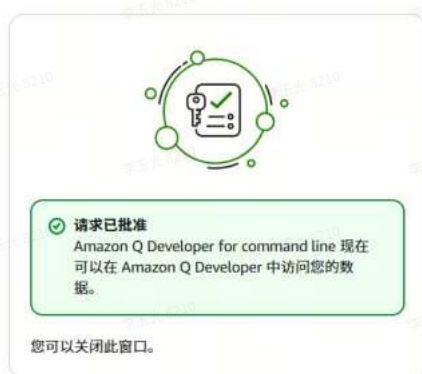 请求已批准
Amazon Q Developer for command line 现在
可以在 Amazon Q Developer 中访问您的数
据。
您可以关闭此窗口。